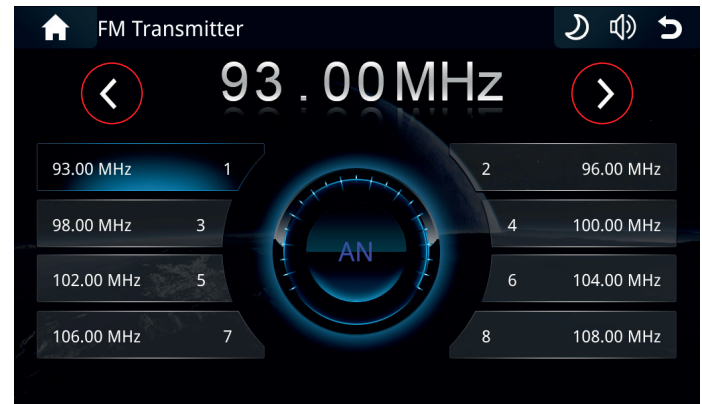 FM Transmitter
93.00MHz
93.00 MHz 1
2 96.00 MHz
98.00 MHz 3
4 100.00 MHz
AN
102.00 MHz 5
6 104.00 MHz
106.00 MHz 7
8 108.00 MHz